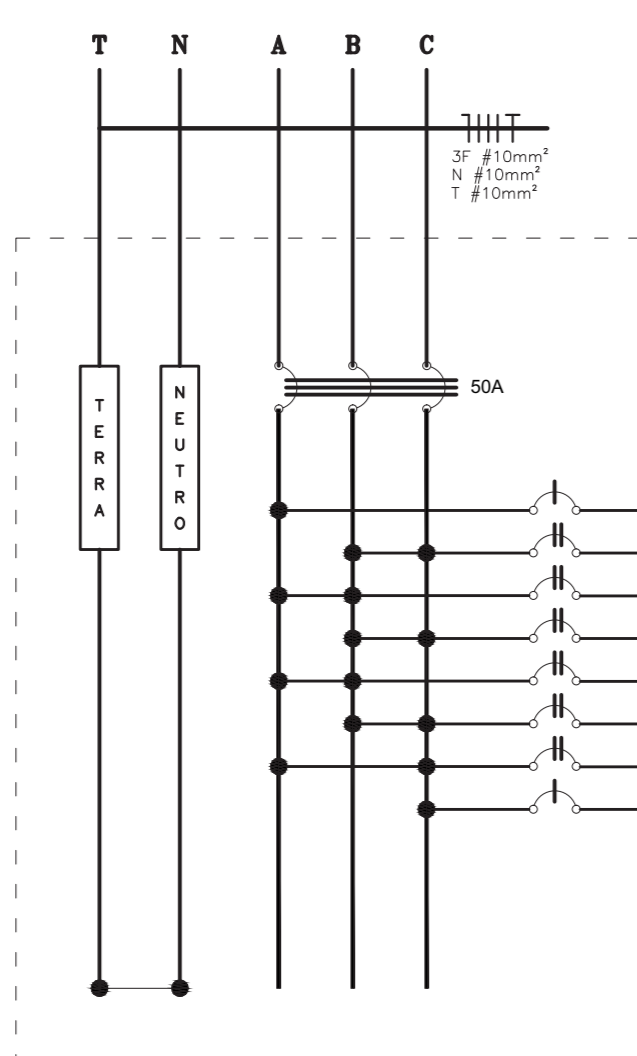 T N A B C
3F #10mm²
N #10mm²
T #10mm²
50A
TERRA
NEUTRO